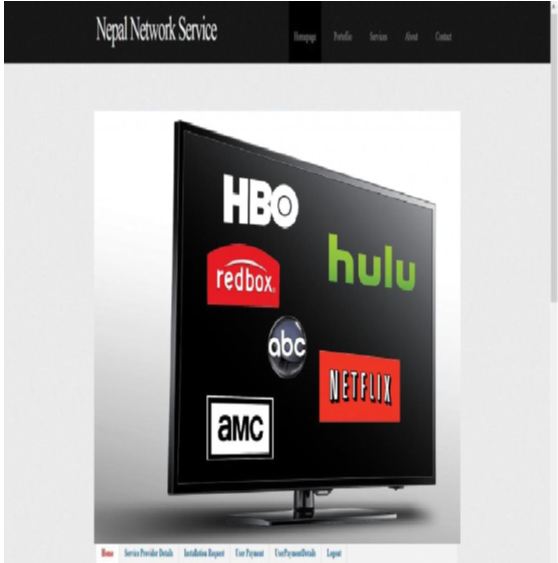 Nepal Network Service
Homepage Portoflio Services About Contact
HBO
hulu
redbox.
abc
NETFLIX
aMC
Home Service Provider Details Installation Request User Payment UserPaymentDetails Logout